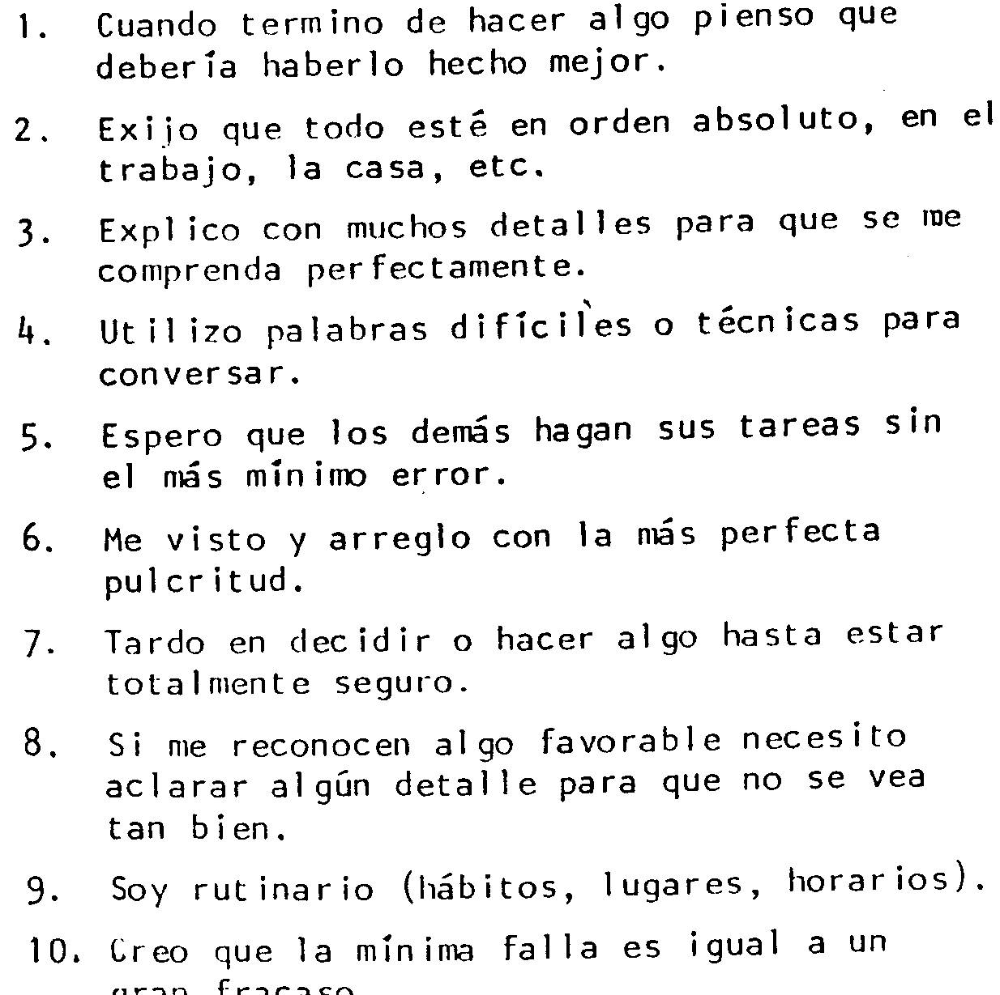 1. Cuando termino de hacer algo pienso que
debería haberlo hecho mejor.
2. Exijo que todo esté en orden absoluto, en el
trabajo, la casa, etc.
3. Explico con muchos detalles para que se me
comprenda perfectamente.
4. Utilizo palabras difíciles o técnicas para
conversar.
5. Espero que los demás hagan sus tareas sin
el más mínimo error.
6. Me visto y arreglo con la más perfecta
pulcritud.
7. Tardo en decidir o hacer algo hasta estar
totalmente seguro.
8. Si me reconocen algo favorable necesito
aclarar algún detalle para que no se vea
tan bien.
9. Soy rutinario (hábitos, lugares, horarios).
10. Creo que la mínima falla es igual a un
gran fracaso